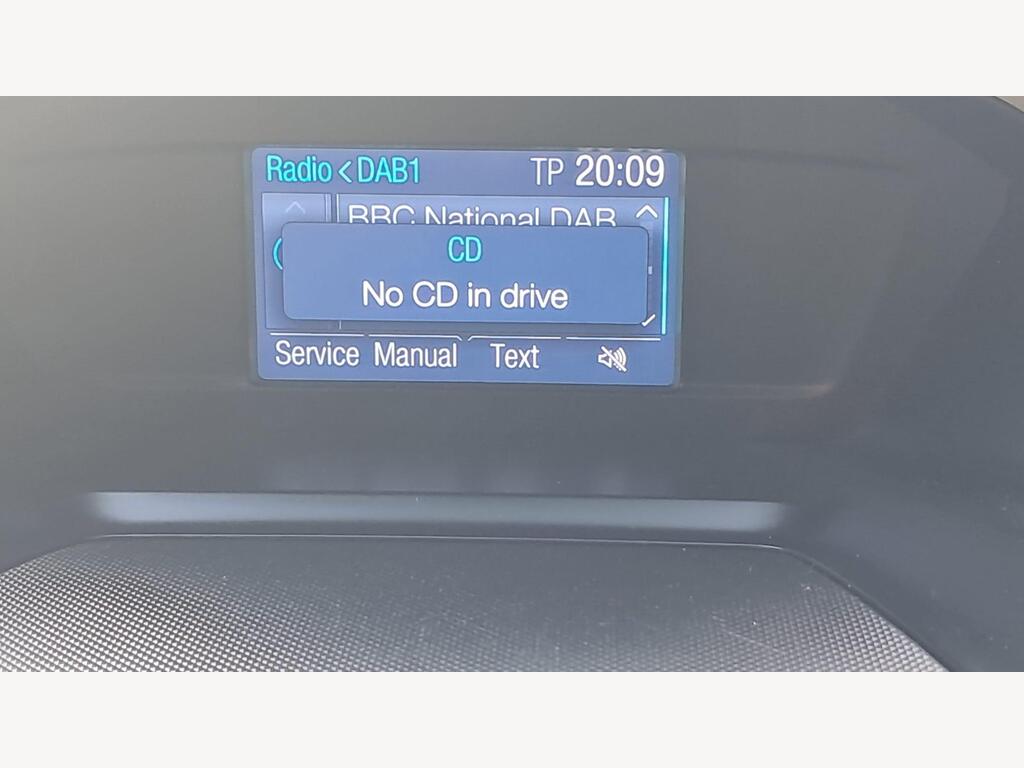 Radio < DAB1 TP 20:09
BBC National DAB
CD
No CD in drive
Service Manual Text